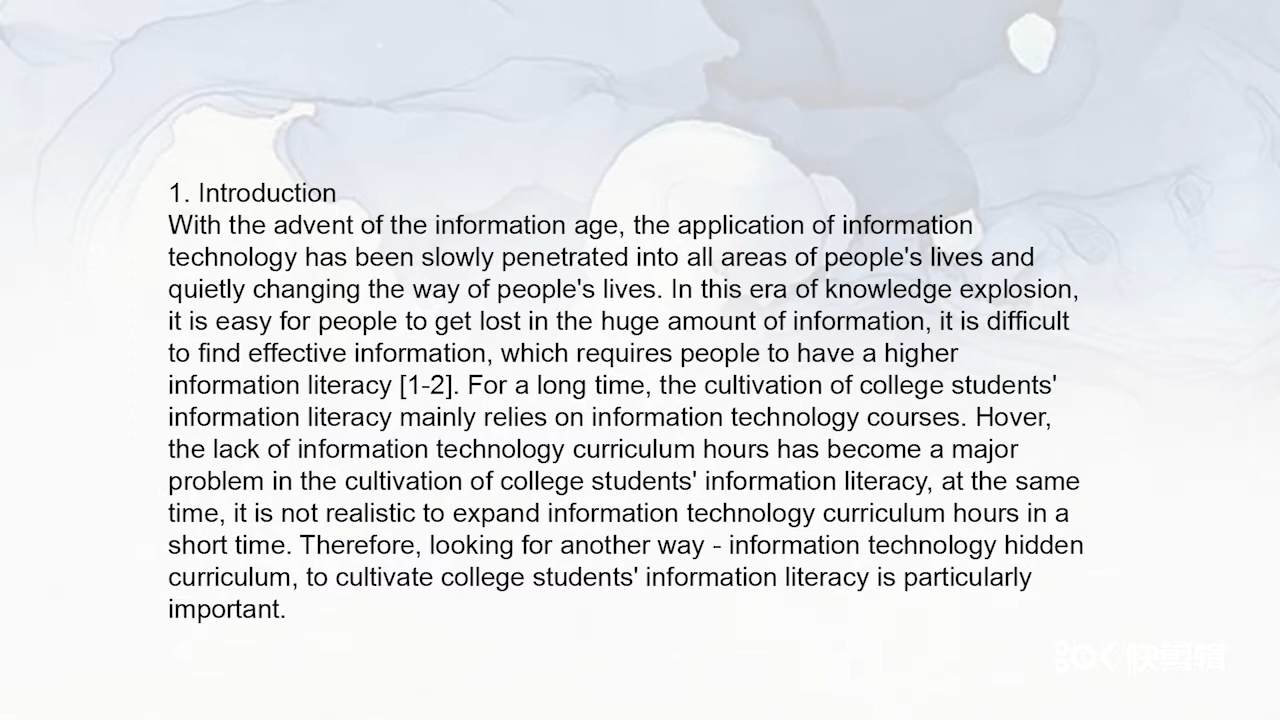 1. Introduction
With the advent of the information age, the application of information
technology has been slowly penetrated into all areas of people's lives and
quietly changing the way of people's lives. In this era of knowledge explosion,
it is easy for people to get lost in the huge amount of information, it is difficult
to find effective information, which requires people to have a higher
information literacy [1-2]. For a long time, the cultivation of college students'
information literacy mainly relies on information technology courses. Hover,
the lack of information technology curriculum hours has become a major
problem in the cultivation of college students' information literacy, at the same
time, it is not realistic to expand information technology curriculum hours in a
short time. Therefore, looking for another way - information technology hidden
curriculum, to cultivate college students' information literacy is particularly
important.
快剪辑